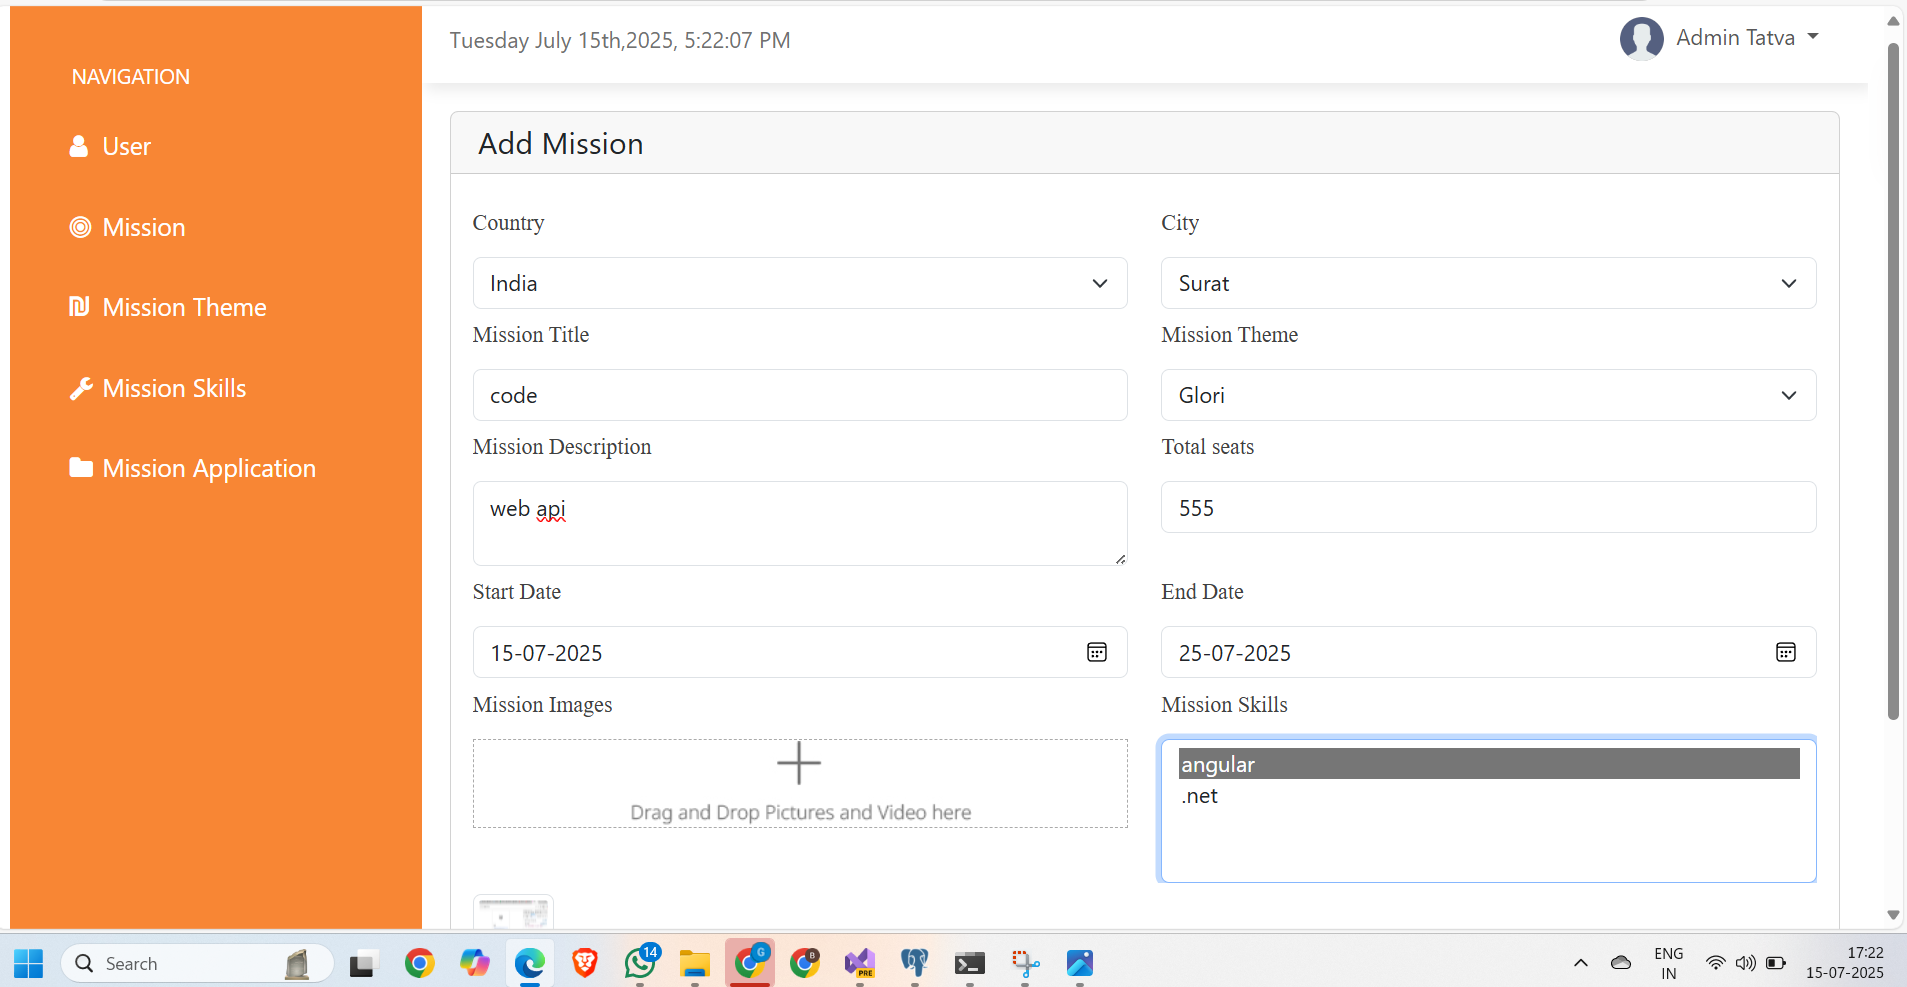 Tuesday July 15th,2025, 5:22:07 PM
Admin Tatva
NAVIGATION
User
Mission
Mission Theme
Mission Skills
Mission Application
Add Mission
Country
City
India
Surat
Mission Title
Mission Theme
code
Glori
Mission Description
Total seats
web api
555
Start Date
End Date
15-07-2025
25-07-2025
Mission Images
Mission Skills
angular
.net
Drag and Drop Pictures and Video here
Search
14
G
B
PRE
ENG
IN
17:22
15-07-2025